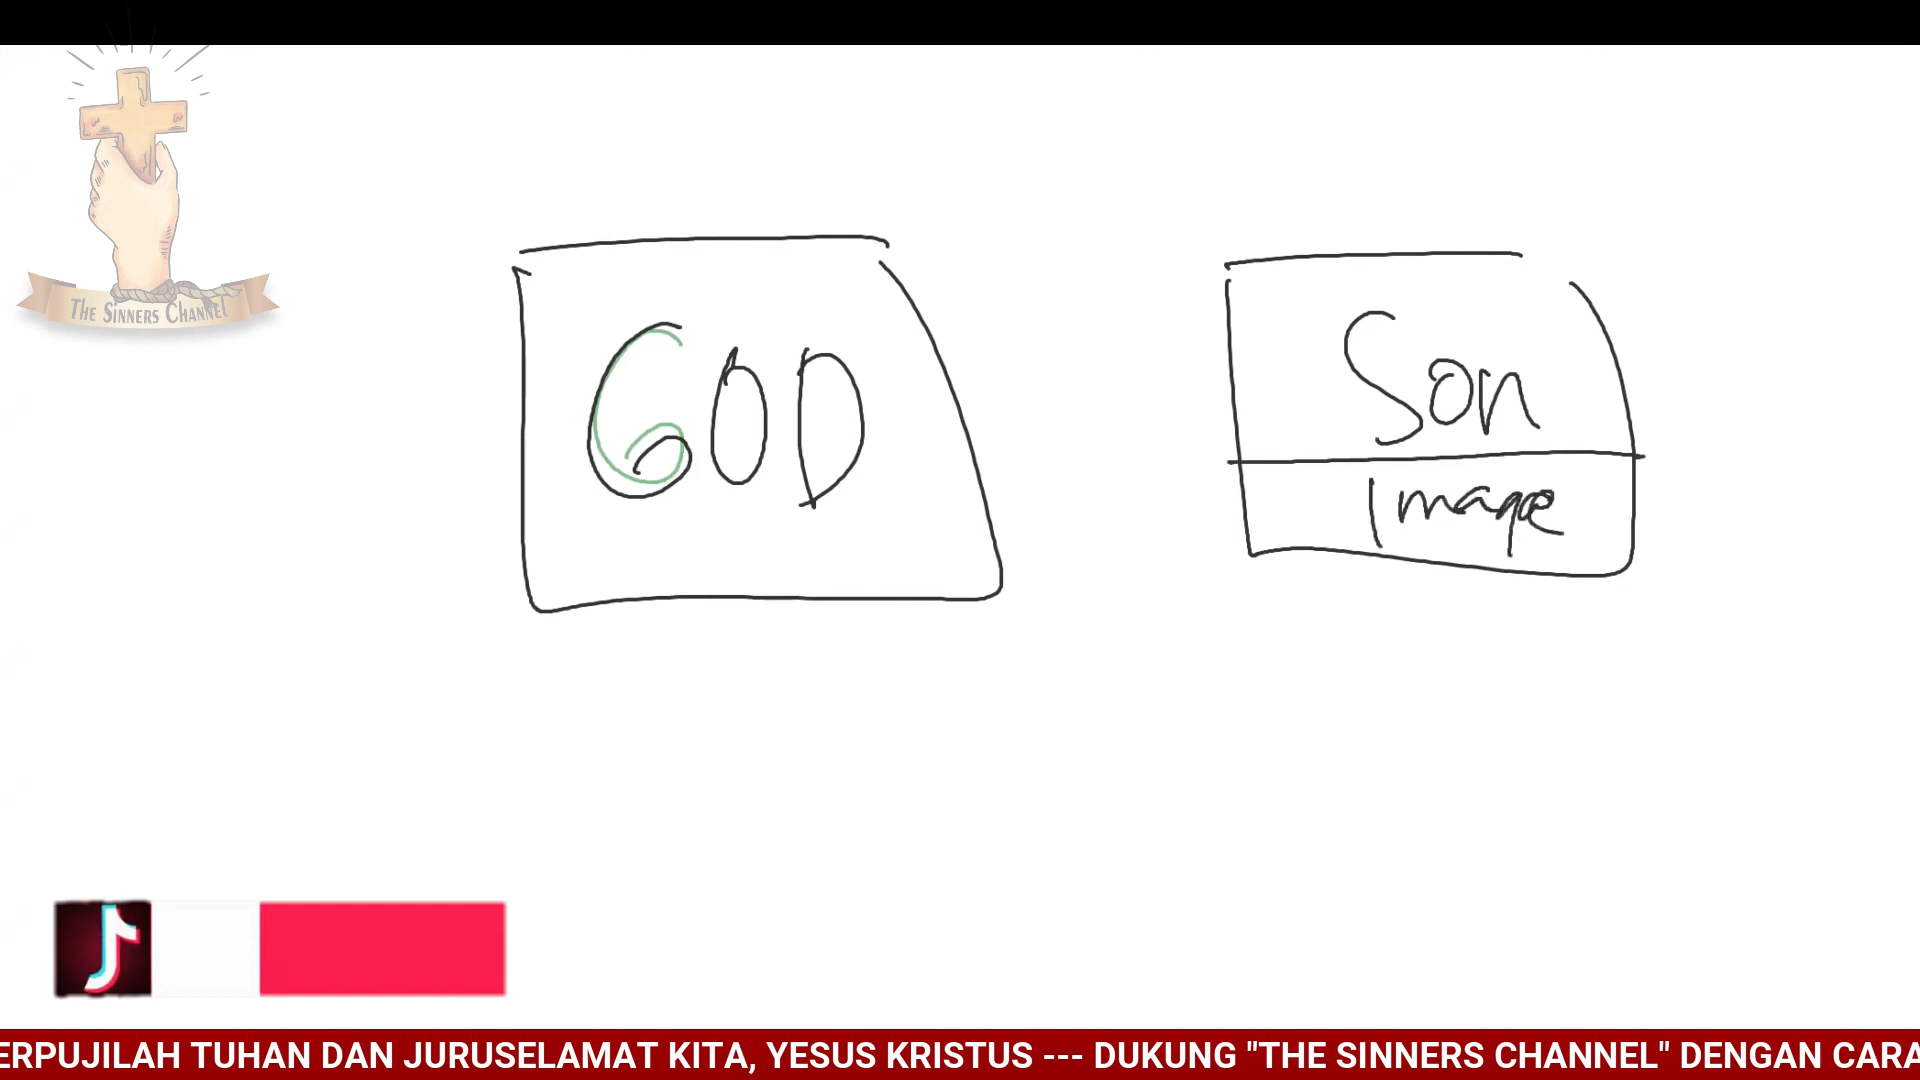 The Sinners Channel
GOD
Son
Image
ERPUJILAH TUHAN DAN JURUSELAMAT KITA, YESUS KRISTUS --- DUKUNG "THE SINNERS CHANNEL" DENGAN CARA